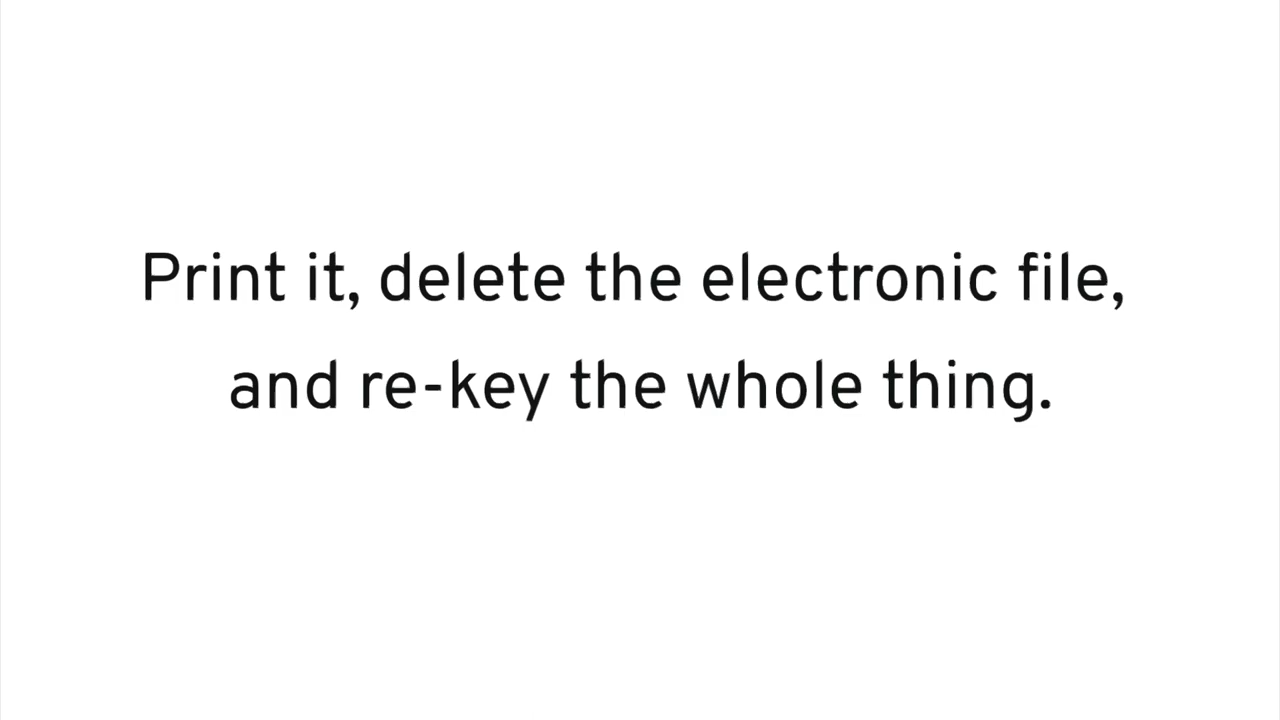 Print it, delete the electronic file,
and re-key the whole thing.